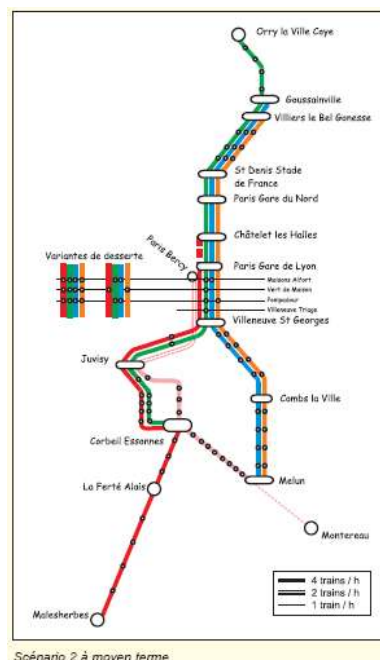 Orry la Ville Coye
Goussainville
Villiers le Bel Gonesse
St Denis Stade
de France
Paris Gare du Nord
Châtelet les Halles
Paris Bercy
Variantes de desserte
Paris Gare de Lyon
Maisons Alfort
Vert de Maison
Pompadour
Villeneuve Triage
Villeneuve St Georges
Juvisy
Combs la Ville
Corbeil Essonnes
La Ferté Alais
Melun
Montereau
4 trains / h
2 trains / h
1 train / h
Malesherbes
Scénario 2 à moyen terme